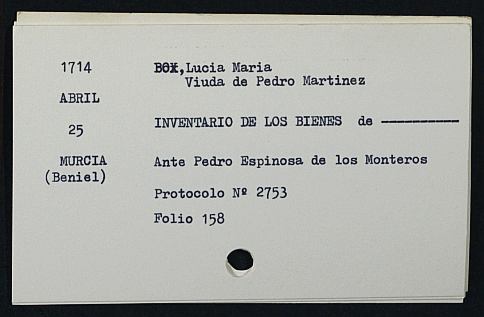 1714 BOX, Lucia Maria
Viuda de Pedro Martinez
ABRIL
25 INVENTARIO DE LOS BIENES de ----------
MURCIA Ante Pedro Espinosa de los Monteros
(Beniel)
Protocolo Nº 2753
Folio 158